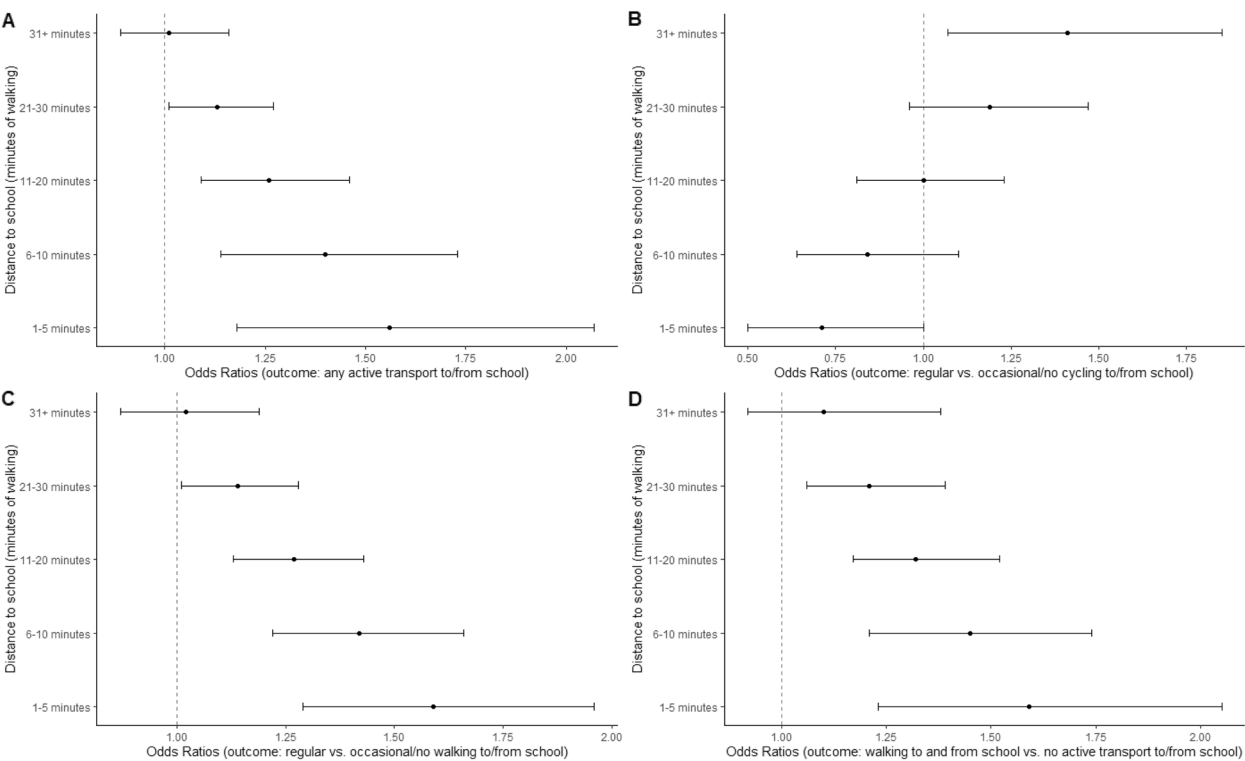 A
Distance to school (minutes of walking)
31+ minutes
21-30 minutes
11-20 minutes
6-10 minutes
1-5 minutes
1.00 1.25 1.50 1.75 2.00
Odds Ratios (outcome: any active transport to/from school)
B
Distance to school (minutes of walking)
31+ minutes
21-30 minutes
11-20 minutes
6-10 minutes
1-5 minutes
0.50 0.75 1.00 1.25 1.50 1.75
Odds Ratios (outcome: regular vs. occasional/no cycling to/from school)
C
Distance to school (minutes of walking)
31+ minutes
21-30 minutes
11-20 minutes
6-10 minutes
1-5 minutes
1.00 1.25 1.50 1.75 2.00
Odds Ratios (outcome: regular vs. occasional/no walking to/from school)
D
Distance to school (minutes of walking)
31+ minutes
21-30 minutes
11-20 minutes
6-10 minutes
1-5 minutes
1.00 1.25 1.50 1.75 2.00
Odds Ratios (outcome: walking to and from school vs. no active transport to/from school)